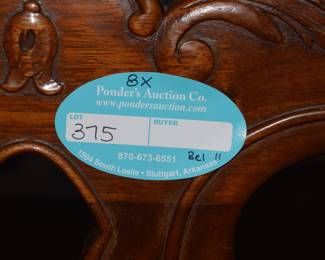 BX
Ponder's Auction Co.
www.pondersauction.com
LOT
375
BUYER
870-673-6551
Bel 11
1504 South Leslie • Stuttgart, Arkansas